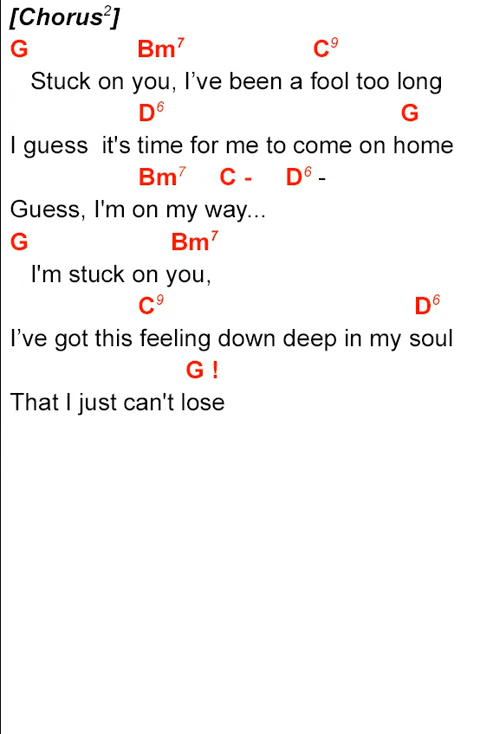 [Chorus²]
G Bm⁷ C⁹
Stuck on you, I’ve been a fool too long
D⁶ G
I guess it's time for me to come on home
Bm⁷ C - D⁶ -
Guess, I'm on my way...
G Bm⁷
I'm stuck on you,
C⁹ D⁶
I’ve got this feeling down deep in my soul
G !
That I just can't lose